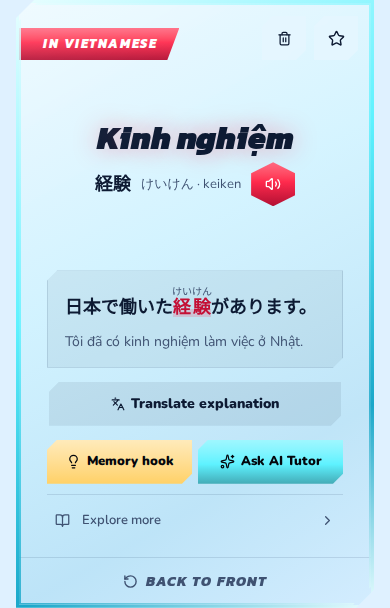 IN VIETNAMESE
Kinh nghiệm
経験 けいけん · keiken
けいけん
日本で働いた経験があります。
Tôi đã có kinh nghiệm làm việc ở Nhật.
Translate explanation
Memory hook
Ask AI Tutor
Explore more
BACK TO FRONT